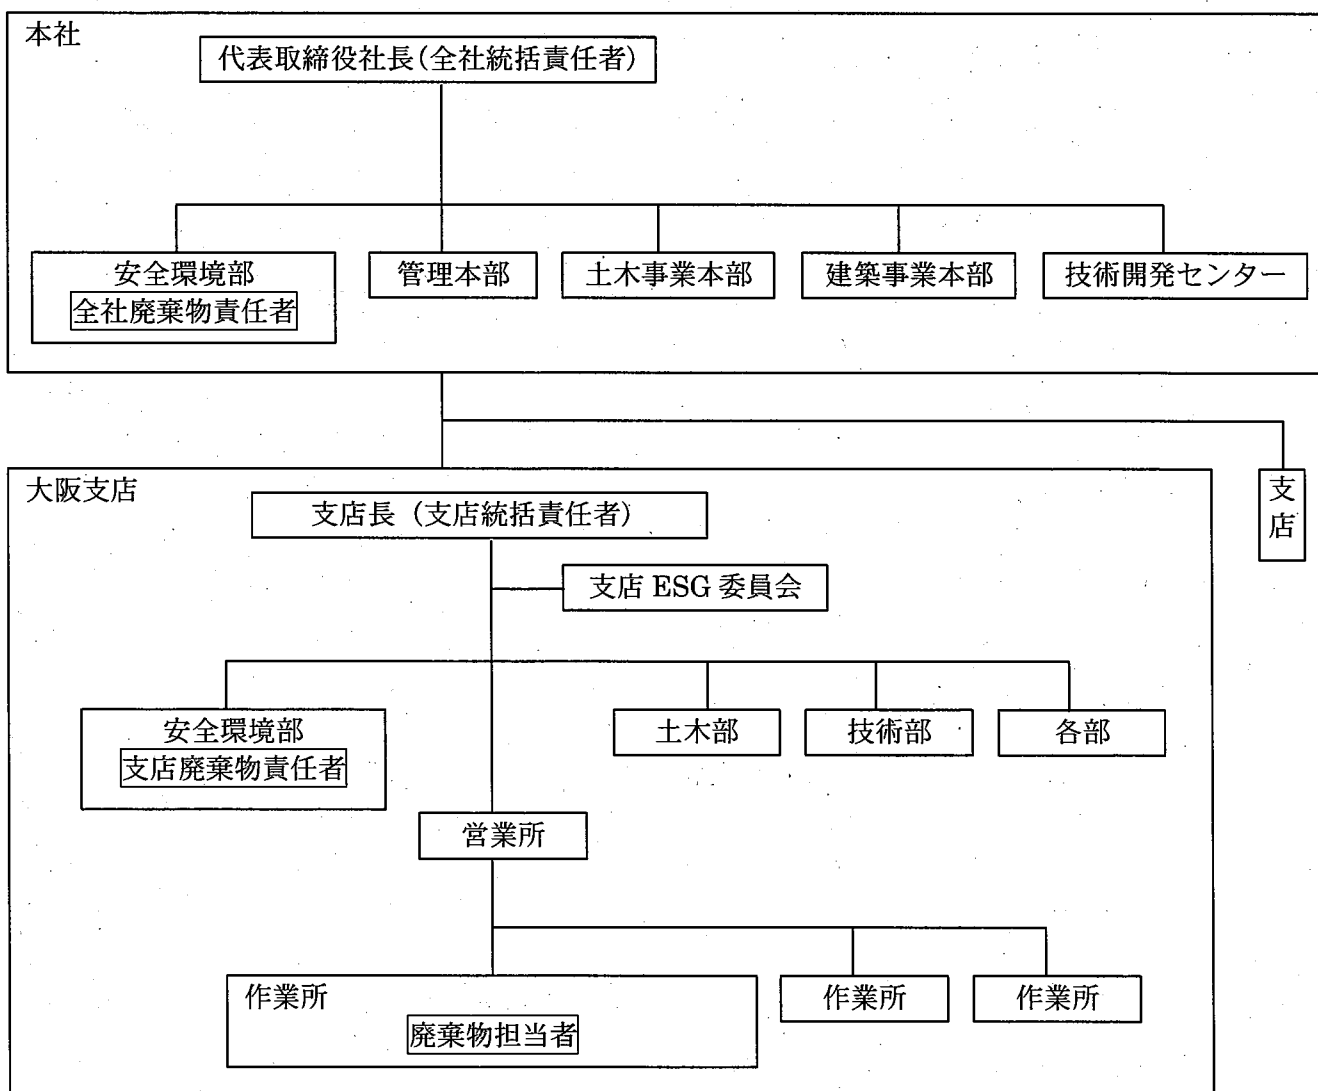 本社
代表取締役社長(全社統括責任者)
安全環境部
全社廃棄物責任者
管理本部
土木事業本部
建築事業本部
技術開発センター
大阪支店
支店長（支店統括責任者）
支店
支店 ESG 委員会
安全環境部
支店廃棄物責任者
土木部
技術部
各部
営業所
作業所
廃棄物担当者
作業所
作業所